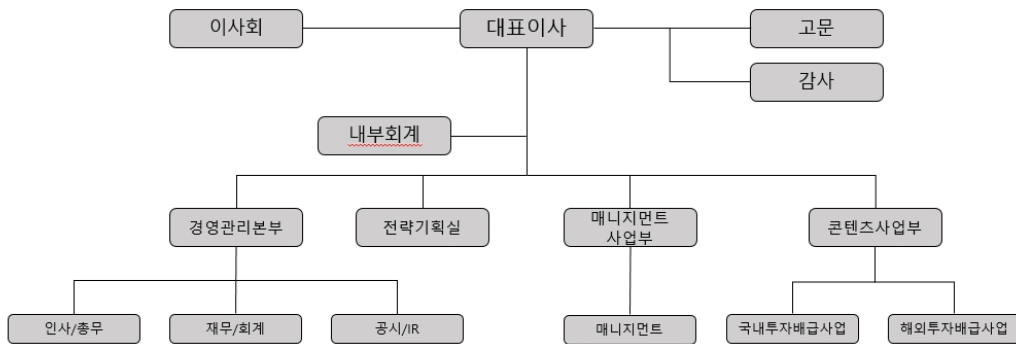 이사회
대표이사
고문
감사
내부회계
경영관리본부
전략기획실
매니지먼트
사업부
콘텐츠사업부
인사/총무
재무/회계
공시/IR
매니지먼트
국내투자배급사업
해외투자배급사업